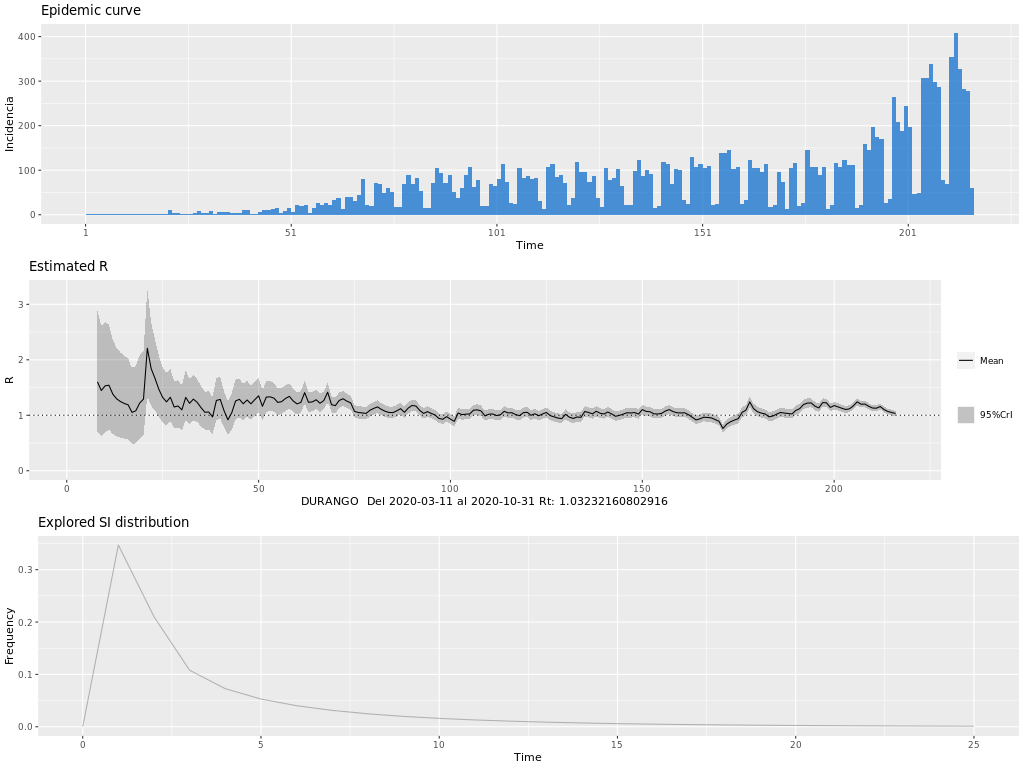 Epidemic curve
400
300
200
100
0
Incidencia
1 51 101 151 201
Time
Estimated R
3
2
1
0
R
Mean
95%CrI
0 50 100 150 200
DURANGO Del 2020-03-11 al 2020-10-31 Rt: 1.03232160802916
Explored SI distribution
0.3
0.2
0.1
0.0
Frequency
0 5 10 15 20 25
Time